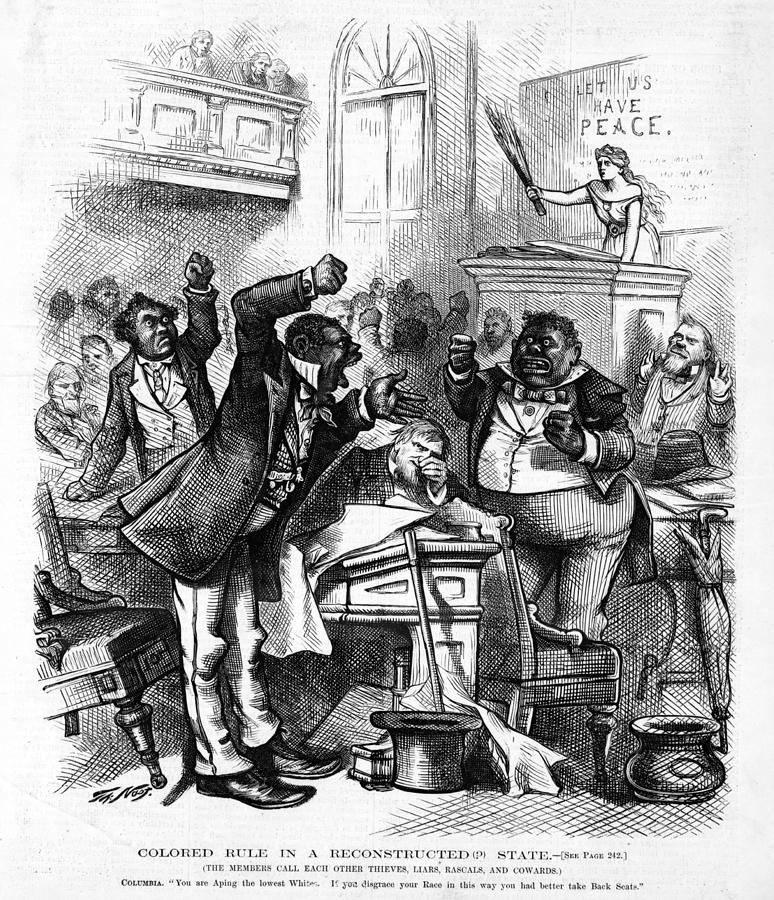 LET US
HAVE
PEACE.
Th. Nast.
COLORED RULE IN A RECONSTRUCTED (?) STATE.—[SEE PAGE 242.]
(THE MEMBERS CALL EACH OTHER THIEVES, LIARS, RASCALS, AND COWARDS.)
COLUMBIA. "You are Aping the lowest Whites. If you disgrace your Race in this way you had better take Back Seats."